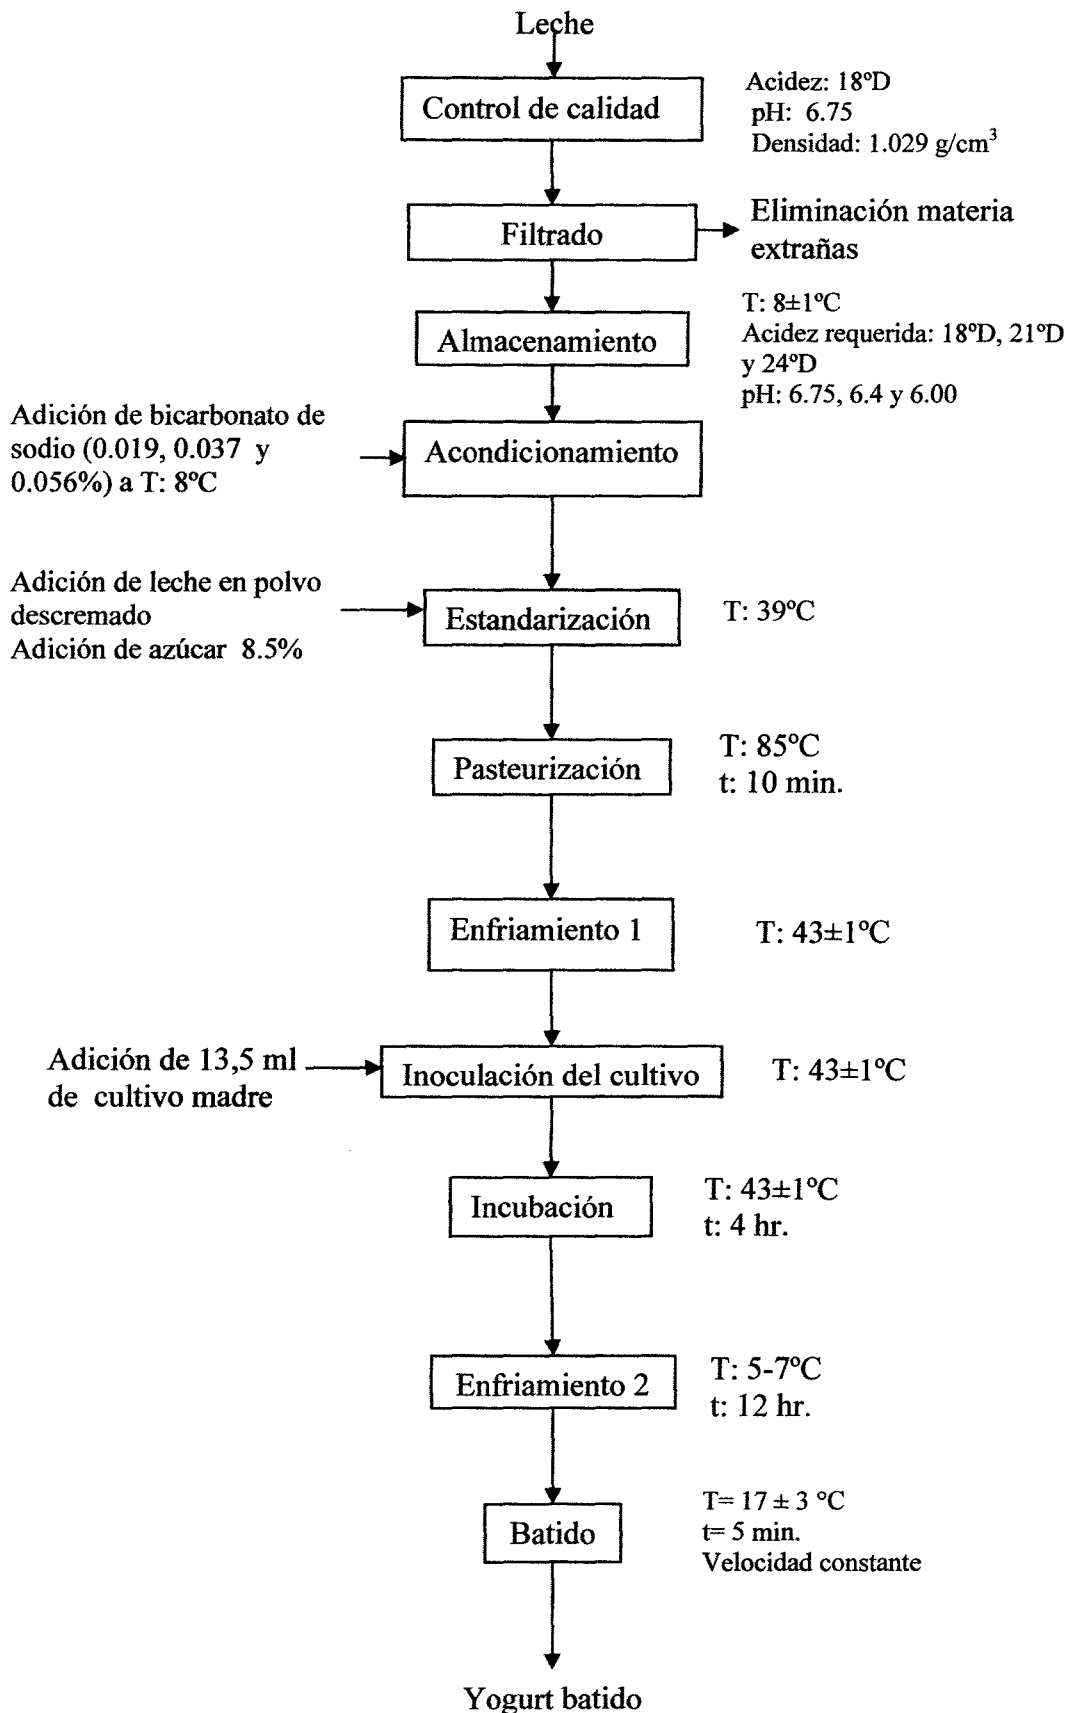 Leche
Control de calidad
Acidez: 18ºD
pH: 6.75
Densidad: 1.029 g/cm³
Filtrado
Eliminación materia
extrañas
Almacenamiento
T: 8±1ºC
Acidez requerida: 18ºD, 21ºD
y 24ºD
pH: 6.75, 6.4 y 6.00
Adición de bicarbonato de
sodio (0.019, 0.037 y
0.056%) a T: 8ºC
Acondicionamiento
Adición de leche en polvo
descremado
Adición de azúcar 8.5%
Estandarización
T: 39ºC
Pasteurización
T: 85ºC
t: 10 min.
Enfriamiento 1
T: 43±1ºC
Adición de 13,5 ml
de cultivo madre
Inoculación del cultivo
T: 43±1ºC
Incubación
T: 43±1ºC
t: 4 hr.
Enfriamiento 2
T: 5-7ºC
t: 12 hr.
Batido
T= 17 ± 3 °C
t= 5 min.
Velocidad constante
Yogurt batido